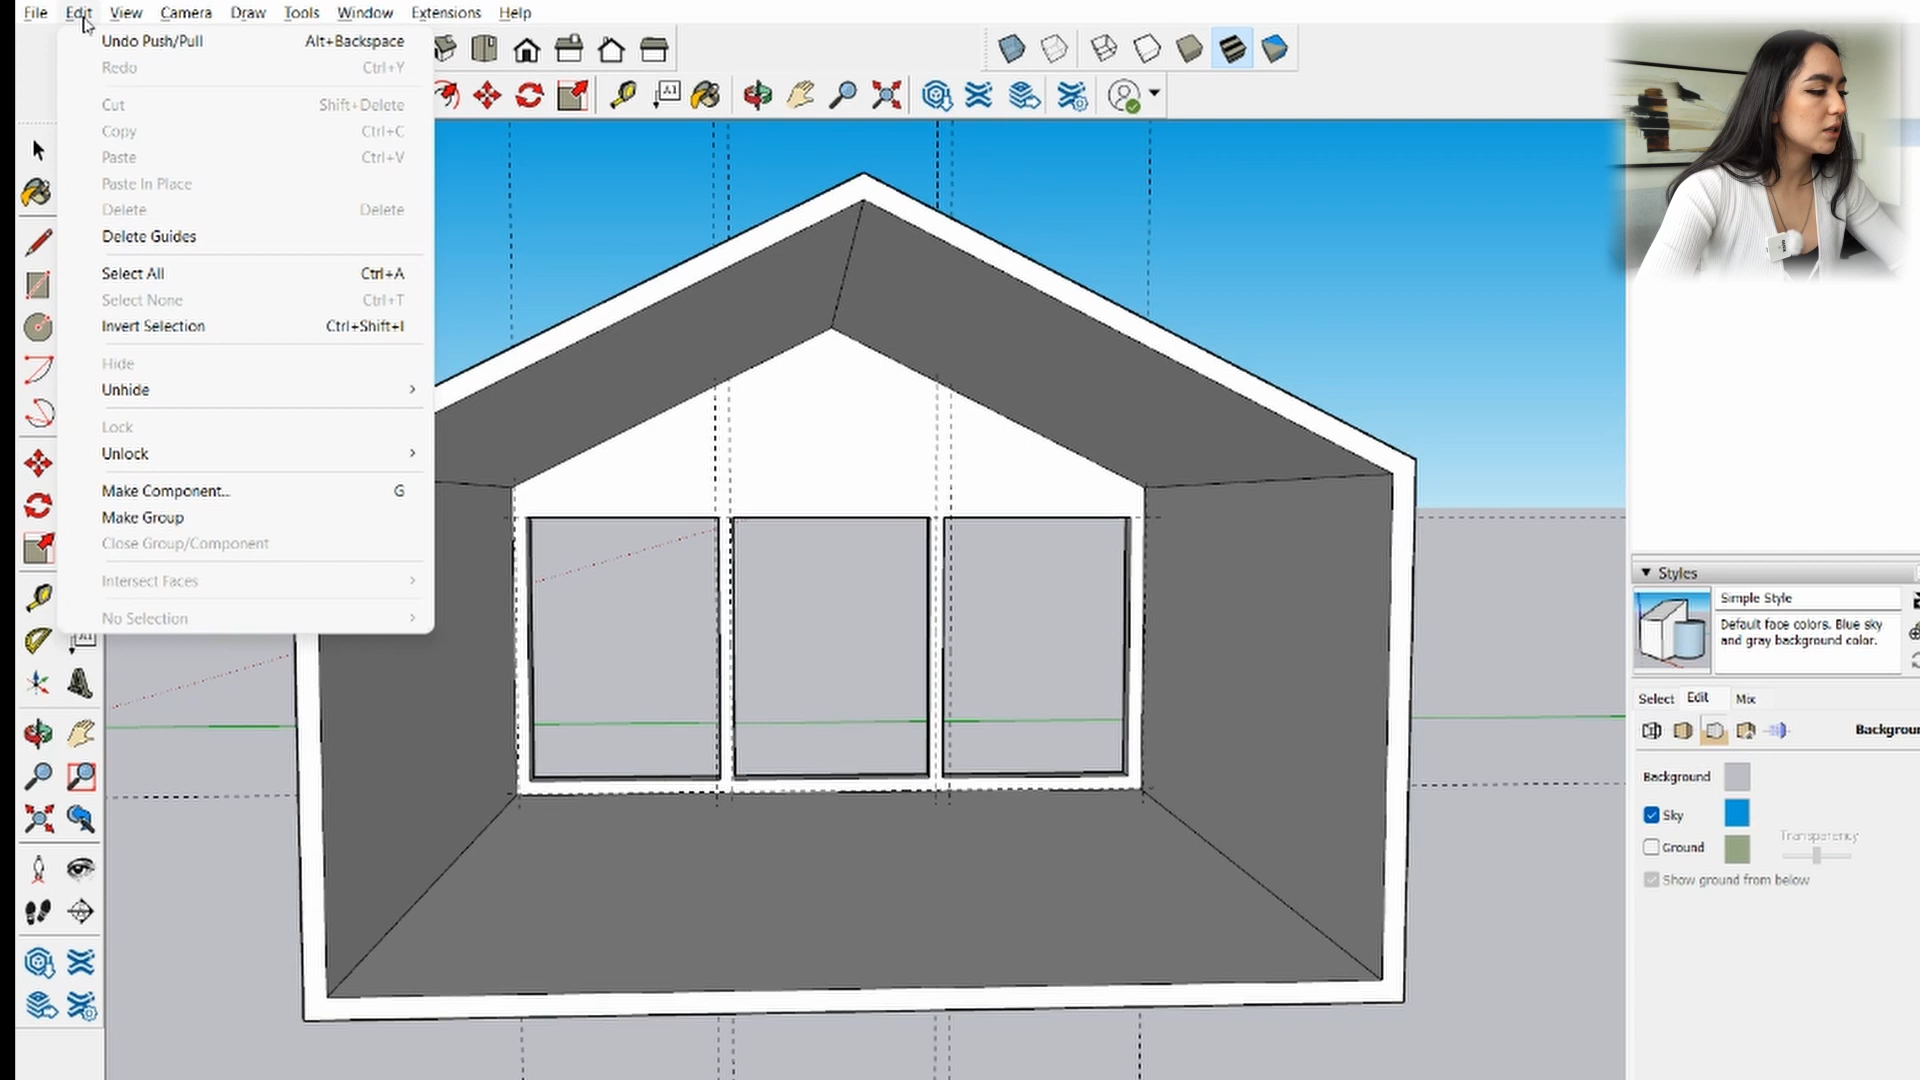 File Edit View Camera Draw Tools Window Extensions Help
Undo Push/Pull Alt+Backspace
Redo Ctrl+Y
Cut Shift+Delete
Copy Ctrl+C
Paste Ctrl+V
Paste In Place
Delete Delete
Delete Guides
Select All Ctrl+A
Select None Ctrl+T
Invert Selection Ctrl+Shift+I
Hide
Unhide
Lock
Unlock
Make Component... G
Make Group
Close Group/Component
Intersect Faces
No Selection
Styles
Simple Style
Default face colors. Blue sky
and gray background color.
Select Edit Mix
Background
Sky
Transparency
Ground
Show ground from below